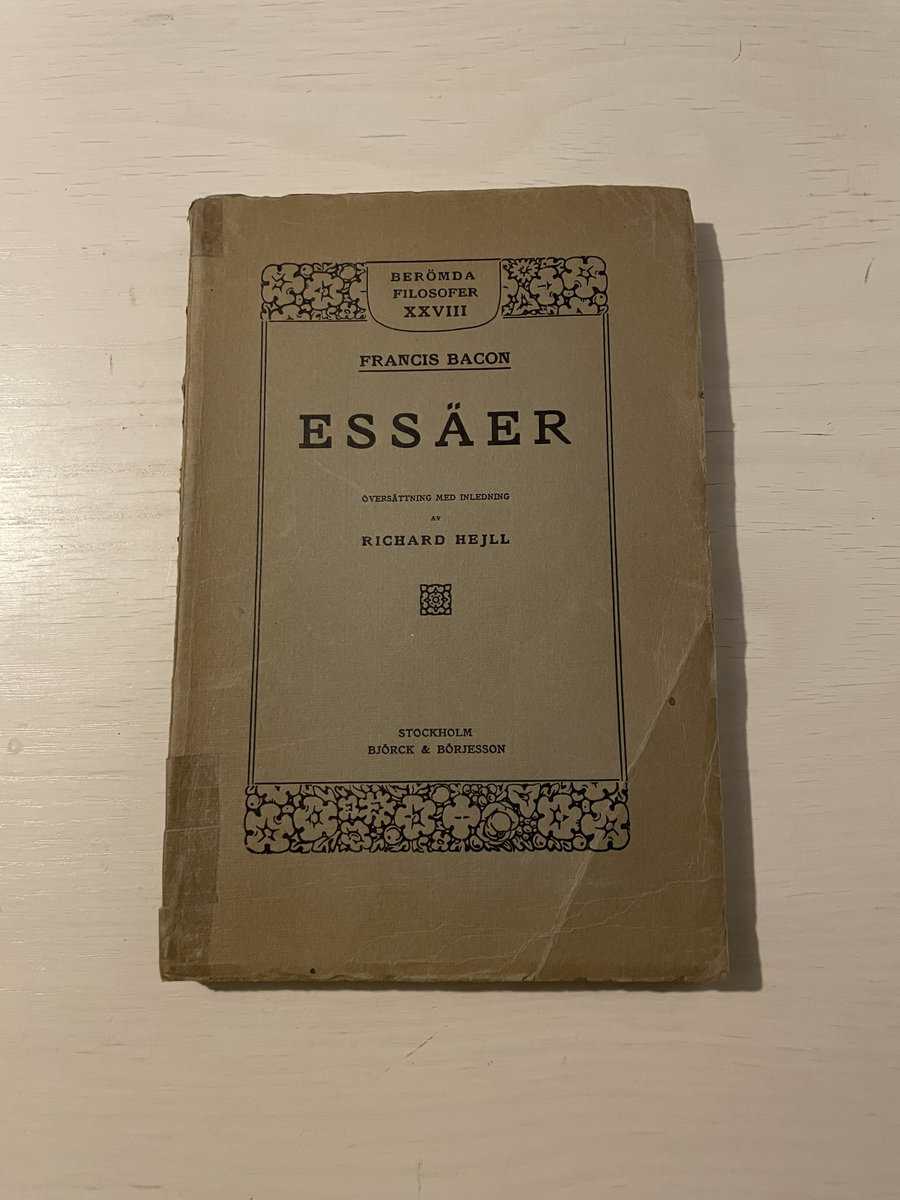 BERÖMDA
FILOSOFER
XXVIII
FRANCIS BACON
ESSÄER
ÖVERSÄTTNING MED INLEDNING
AV
RICHARD HEJLL
STOCKHOLM
BJÖRCK & BÖRJESSON